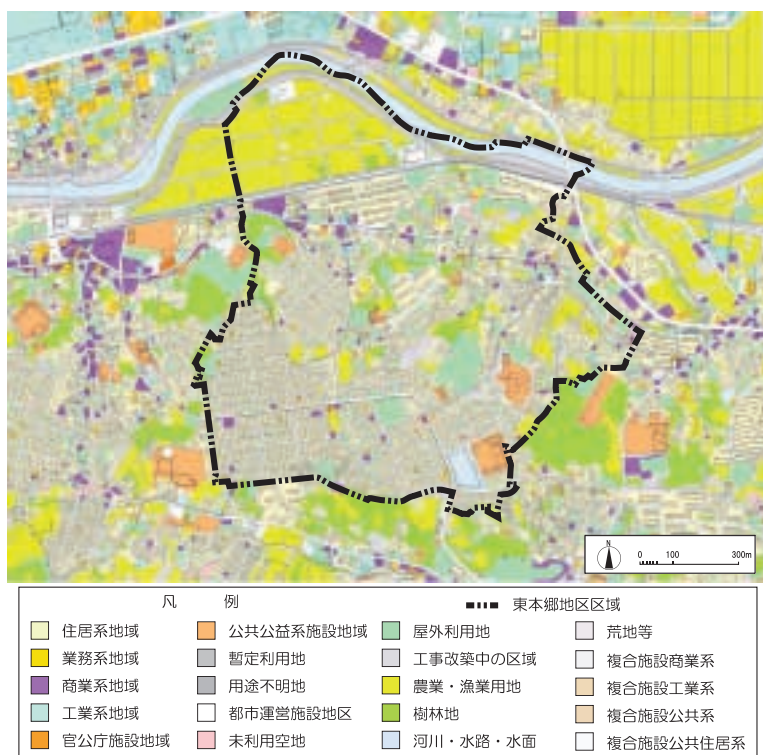 N
0 100 300m
凡 例
東本郷地区区域
住居系地域
公共公益系施設地域
屋外利用地
荒地等
業務系地域
暫定利用地
工事改築中の区域
複合施設商業系
商業系地域
用途不明地
農業・漁業用地
複合施設工業系
工業系地域
都市運営施設地区
樹林地
複合施設公共系
官公庁施設地域
未利用空地
河川・水路・水面
複合施設公共住居系